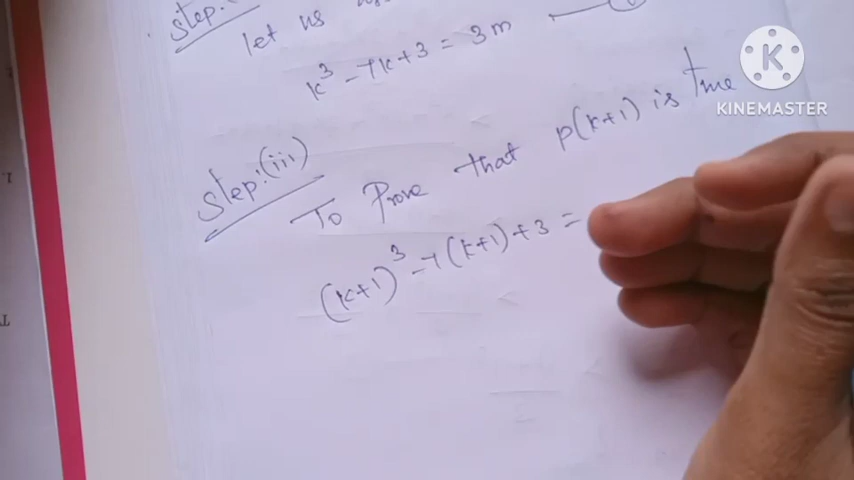 step:
let us
k³ - 7k + 3 = 3m
K
KINEMASTER
step:(iii)
To Prove that p(k+1) is true
(k+1)³ - 7(k+1) + 3 =